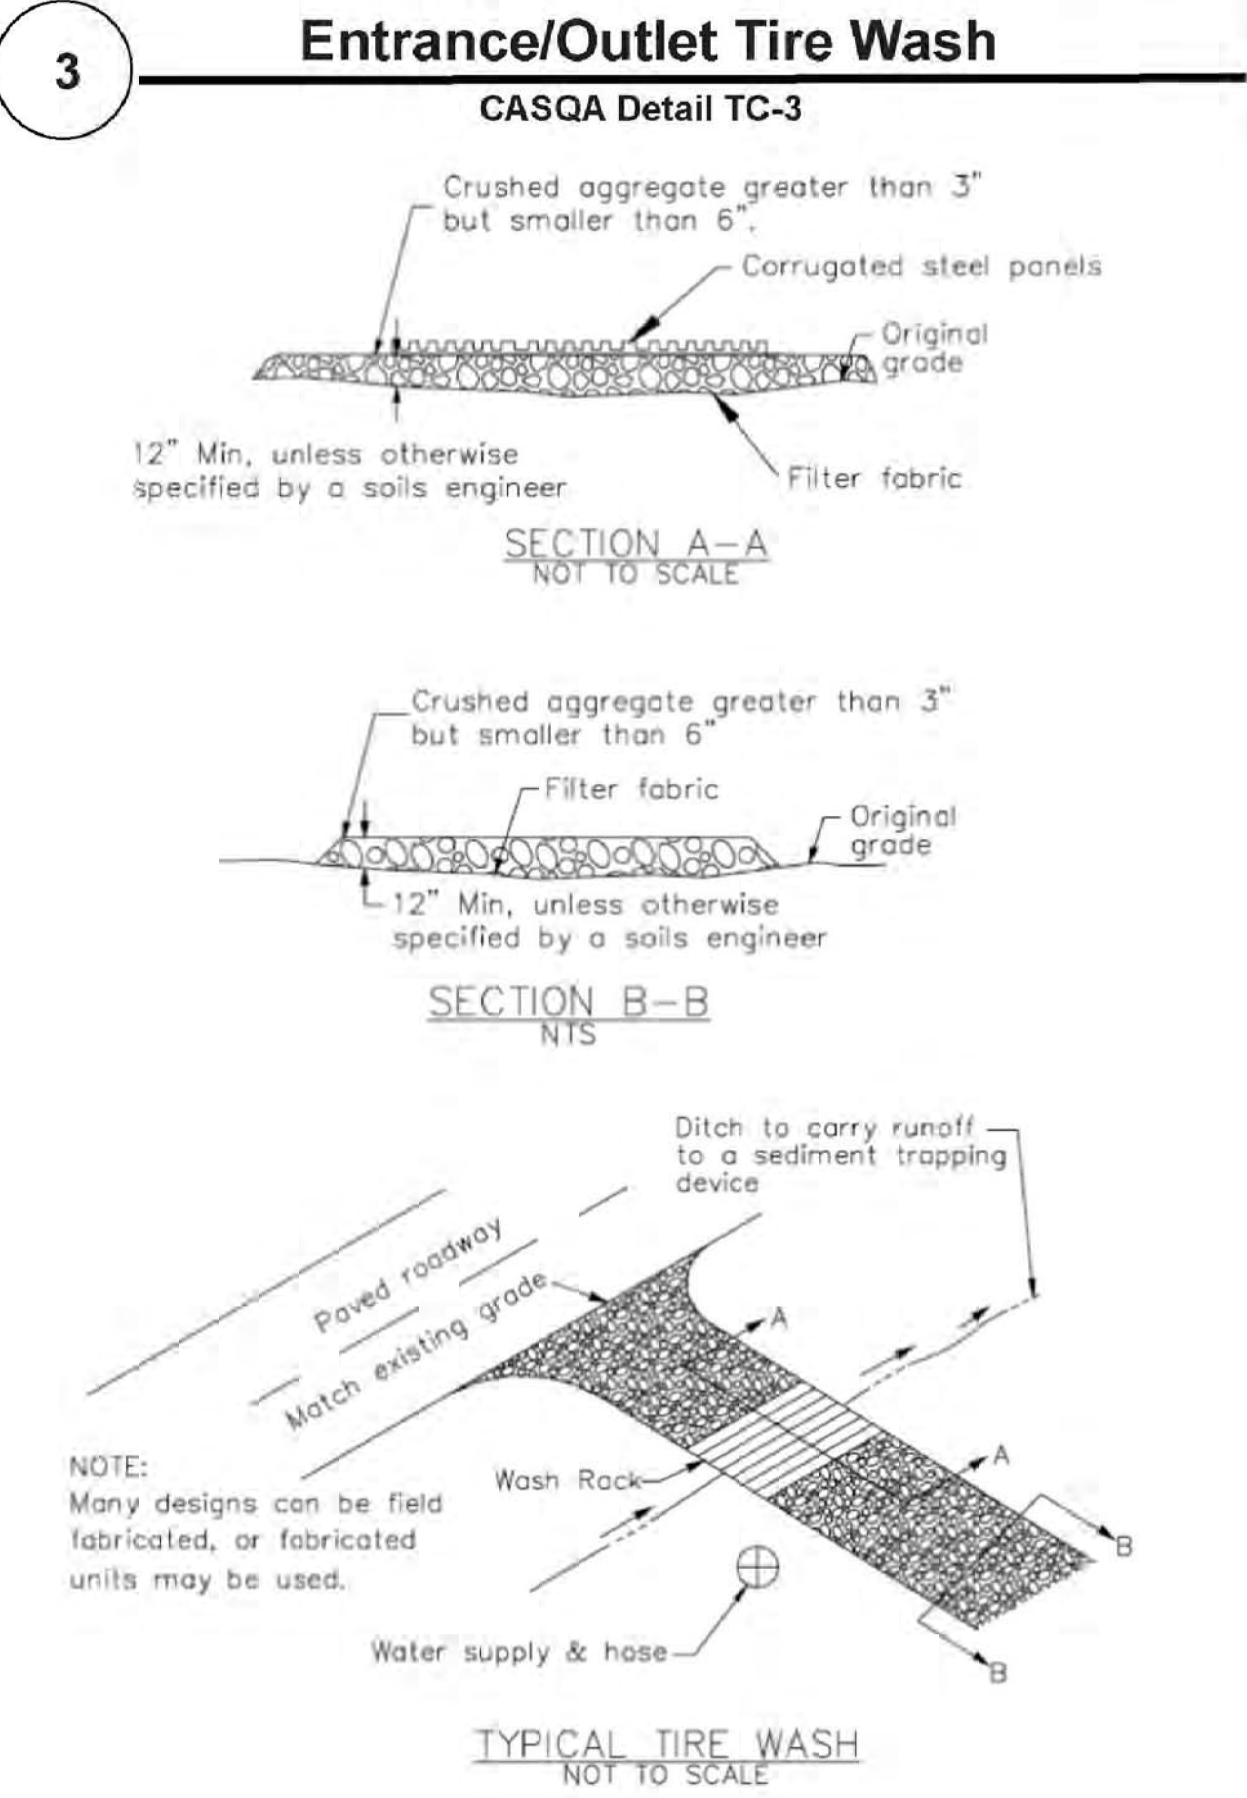 3
Entrance/Outlet Tire Wash
CASQA Detail TC-3
Crushed aggregate greater than 3"
but smaller than 6".
Corrugated steel panels
Original
grade
12" Min, unless otherwise
specified by a soils engineer
Filter fabric
SECTION A-A
NOT TO SCALE
Crushed aggregate greater than 3"
but smaller than 6"
Filter fabric
Original
grade
12" Min, unless otherwise
specified by a soils engineer
SECTION B-B
NTS
Ditch to carry runoff
to a sediment trapping
device
Paved roadway
Match existing grade
A
NOTE:
Many designs can be field
fabricated, or fabricated
units may be used.
Wash Rack
A
B
Water supply & hose
B
TYPICAL TIRE WASH
NOT TO SCALE